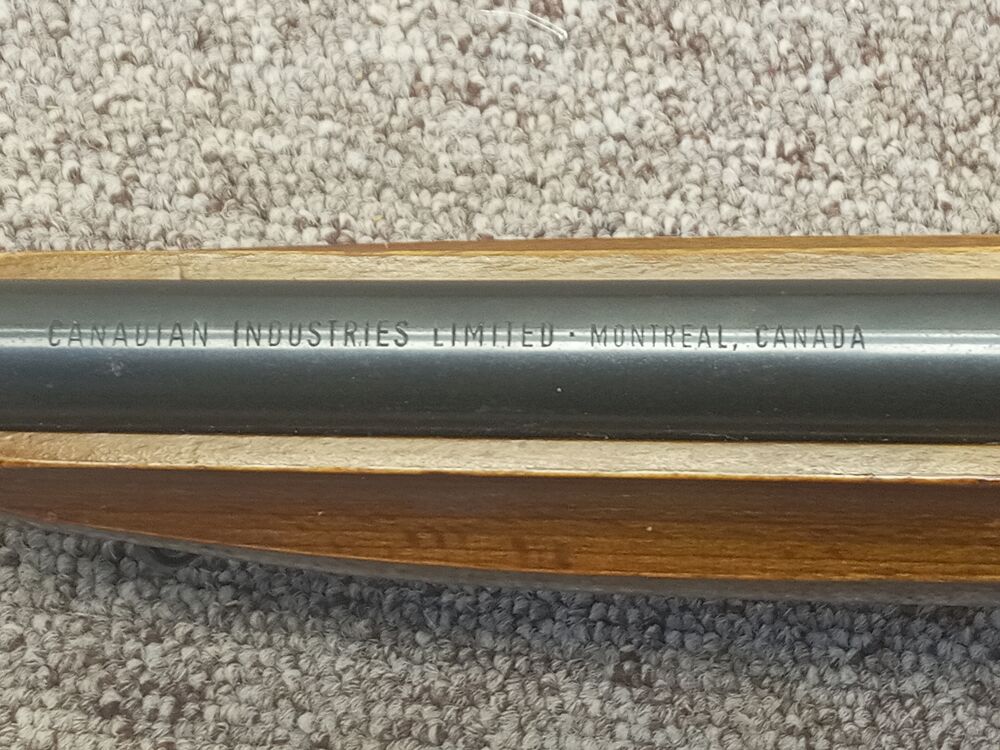 CANADIAN INDUSTRIES LIMITED · MONTREAL, CANADA